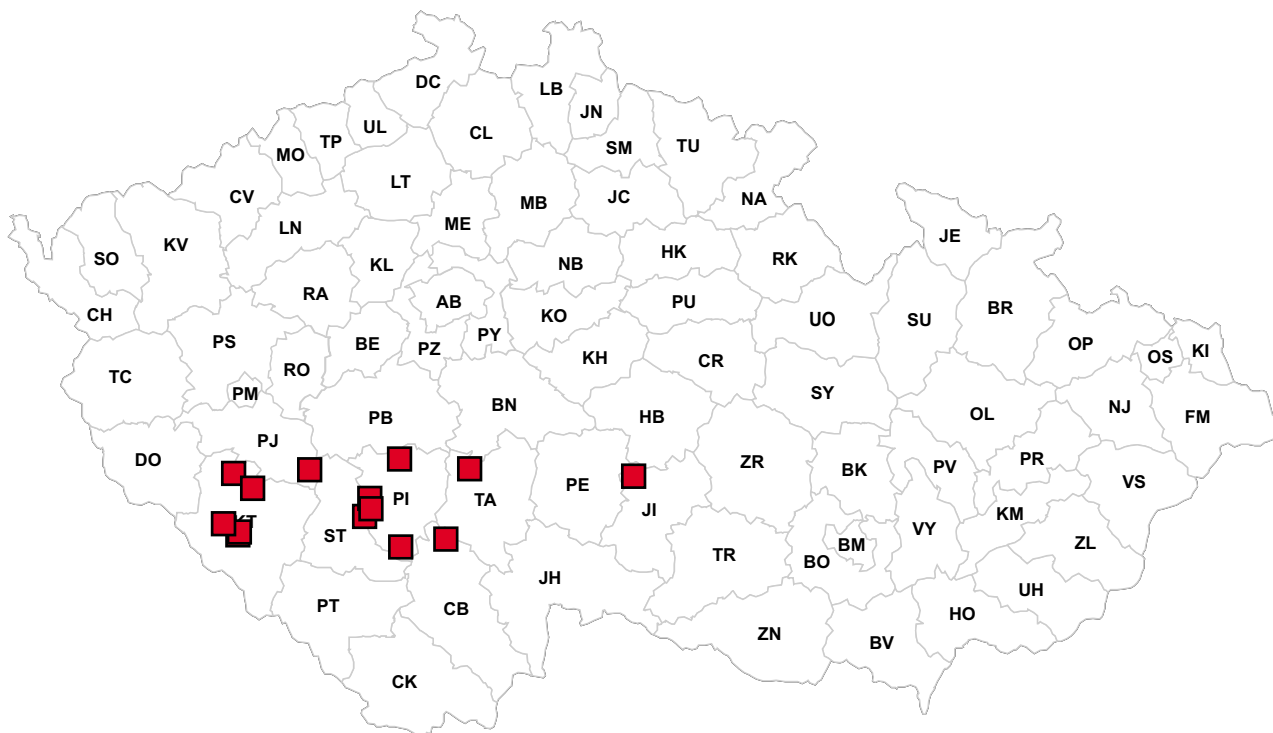 DC
LB
JN
UL
TP
CL
MO
SM
TU
LT
CV
JC
NA
MB
ME
LN
JE
KV
HK
SO
RK
NB
KL
RA
AB
BR
CH
KO
PU
UO
SU
PY
PS
BE
PZ
OP
KI
OS
KH
CR
RO
TC
PM
SY
BN
NJ
OL
HB
FM
PB
PJ
DO
PR
ZR
PV
BK
VS
PE
PI
TA
JI
KM
KT
VY
ST
ZL
BM
TR
BO
JH
UH
PT
CB
HO
ZN
BV
CK